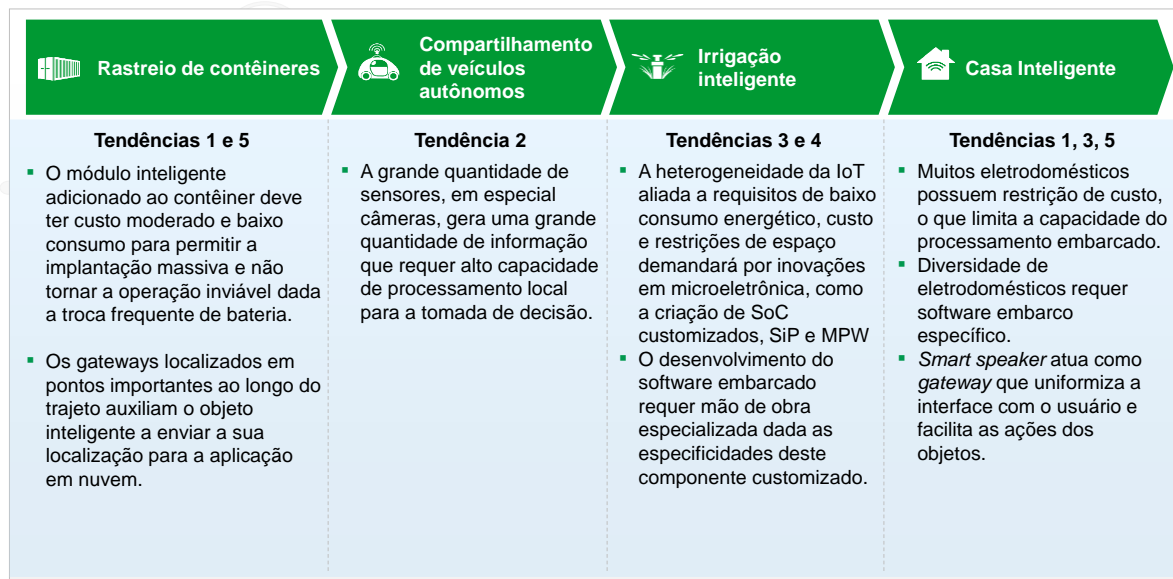 Rastreio de contêineres
Compartilhamento
de veículos
autônomos
Irrigação
inteligente
Casa Inteligente
Tendências 1 e 5
▪ O módulo inteligente
adicionado ao contêiner deve
ter custo moderado e baixo
consumo para permitir a
implantação massiva e não
tornar a operação inviável dada
a troca frequente de bateria.
▪ Os gateways localizados em
pontos importantes ao longo do
trajeto auxiliam o objeto
inteligente a enviar a sua
localização para a aplicação
em nuvem.
Tendência 2
▪ A grande quantidade de
sensores, em especial
câmeras, gera uma grande
quantidade de informação
que requer alto capacidade
de processamento local
para a tomada de decisão.
Tendências 3 e 4
▪ A heterogeneidade da IoT
aliada a requisitos de baixo
consumo energético, custo
e restrições de espaço
demandará por inovações
em microeletrônica, como
a criação de SoC
customizados, SiP e MPW
▪ O desenvolvimento do
software embarcado
requer mão de obra
especializada dada as
especificidades deste
componente customizado.
Tendências 1, 3, 5
▪ Muitos eletrodomésticos
possuem restrição de custo,
o que limita a capacidade do
processamento embarcado.
▪ Diversidade de
eletrodomésticos requer
software embarco
específico.
▪ Smart speaker atua como
gateway que uniformiza a
interface com o usuário e
facilita as ações dos
objetos.